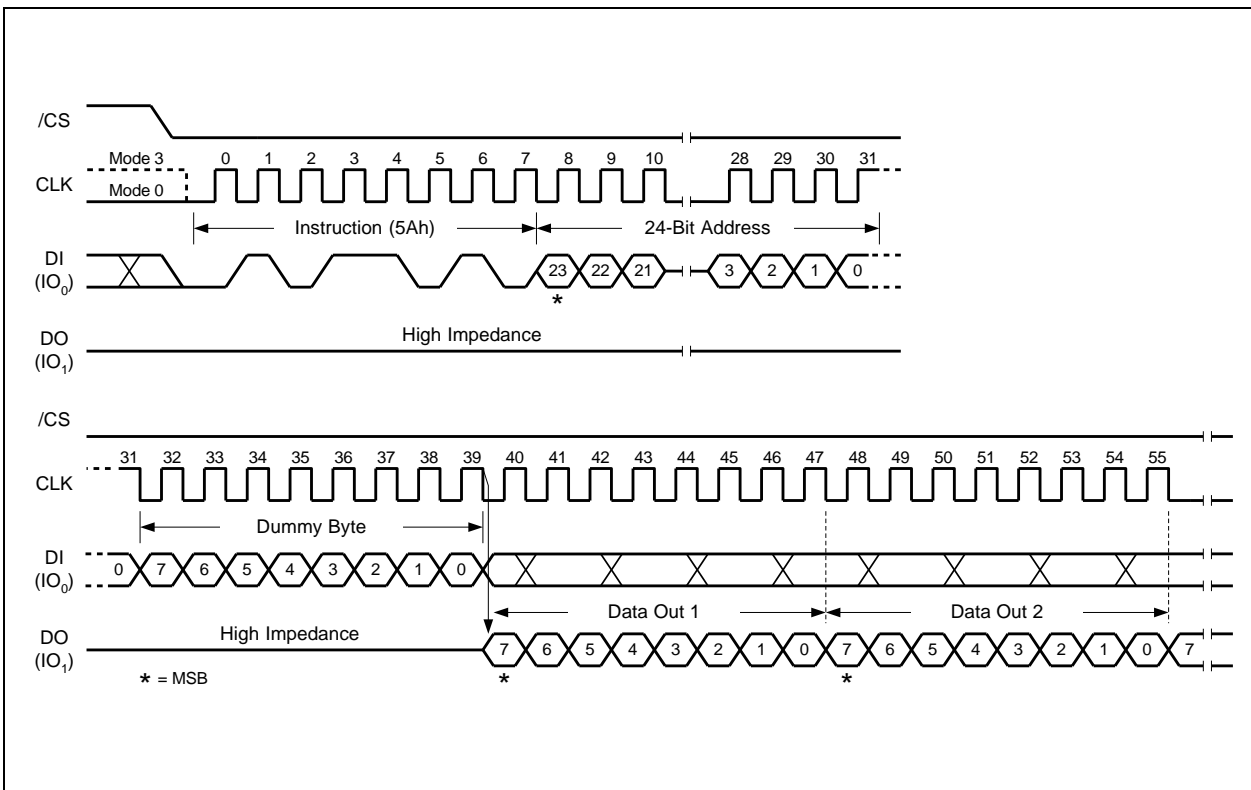 /CS
Mode 3 0 1 2 3 4 5 6 7 8 9 10 28 29 30 31
CLK
Mode 0
Instruction (5Ah) 24-Bit Address
DI
(IO0)
23 22 21 3 2 1 0
*
High Impedance
DO
(IO1)
/CS
31 32 33 34 35 36 37 38 39 40 41 42 43 44 45 46 47 48 49 50 51 52 53 54 55
CLK
Dummy Byte
DI
(IO0)
0 7 6 5 4 3 2 1 0
Data Out 1 Data Out 2
High Impedance
DO
(IO1)
7 6 5 4 3 2 1 0 7 6 5 4 3 2 1 0 7
* = MSB * *